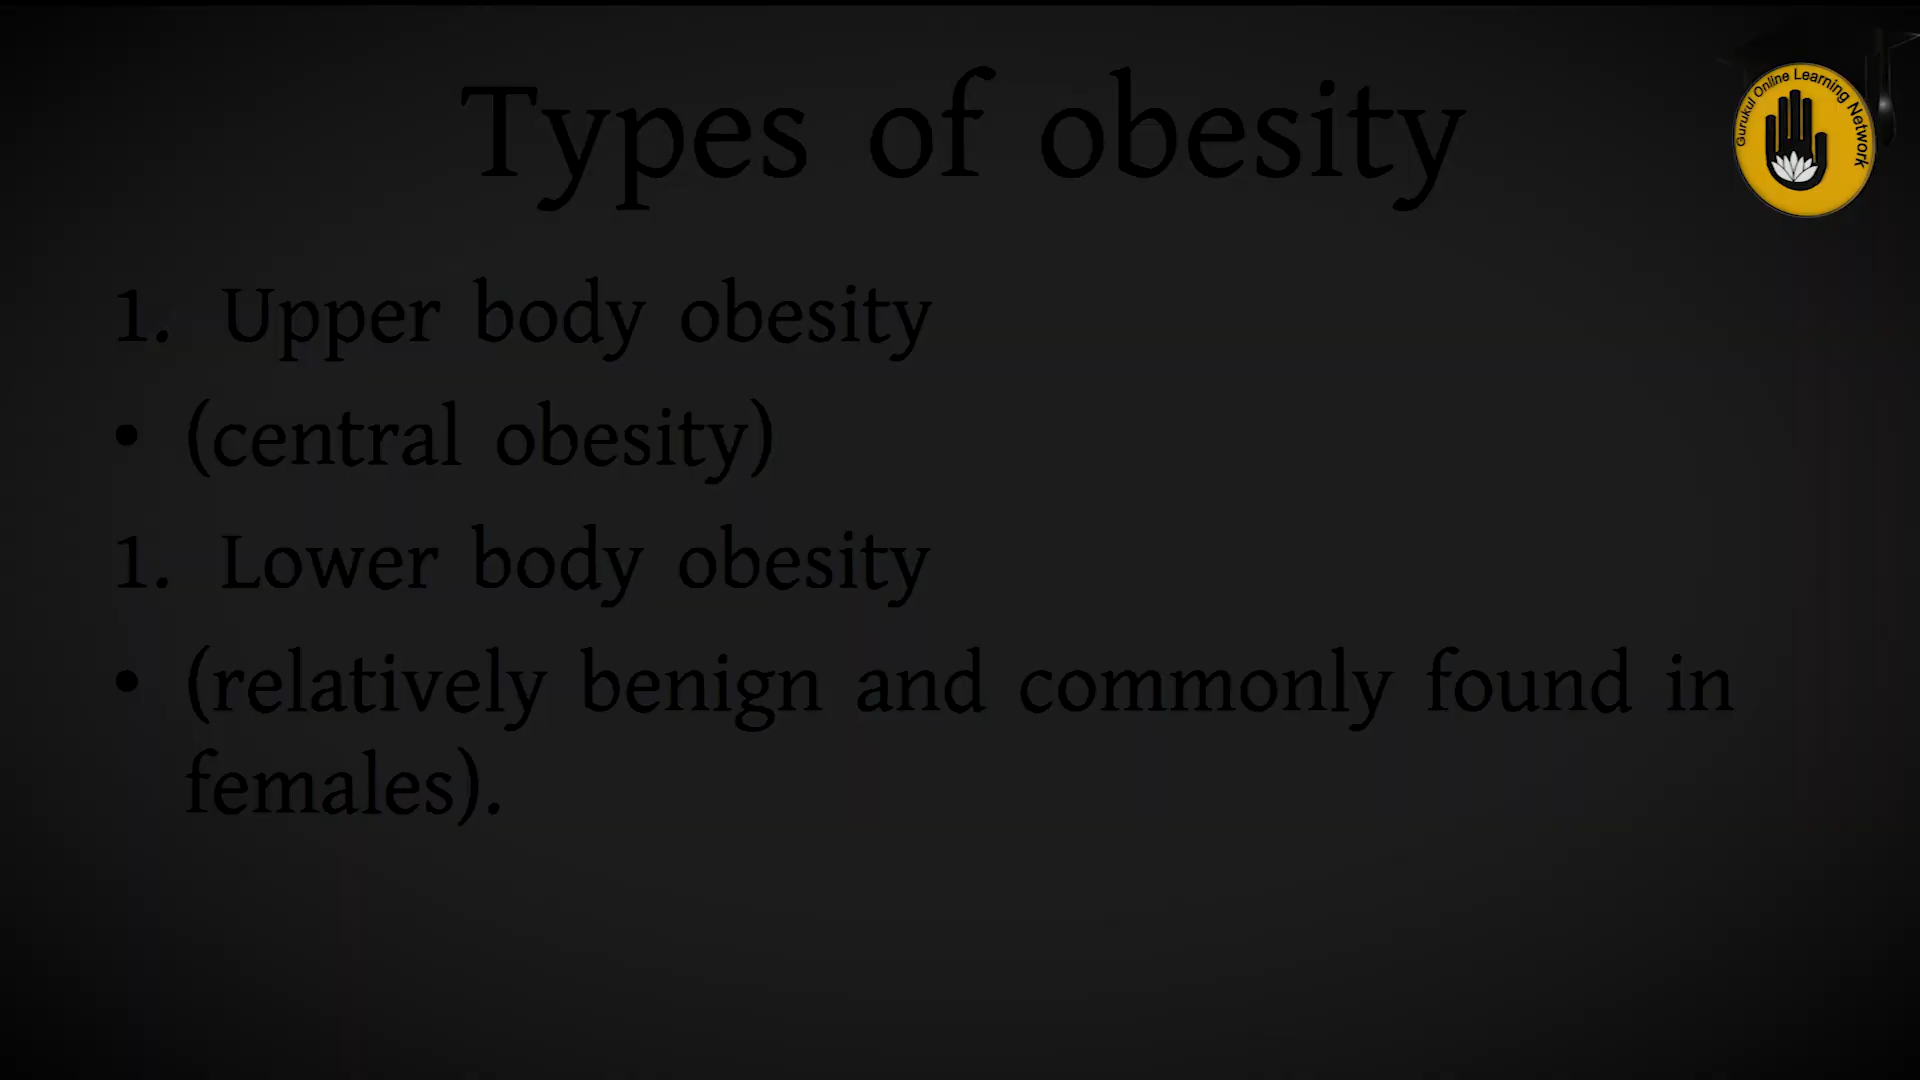 Types of obesity
Gurukul Online Learning Network
1. Upper body obesity
• (central obesity)
1. Lower body obesity
• (relatively benign and commonly found in
females).